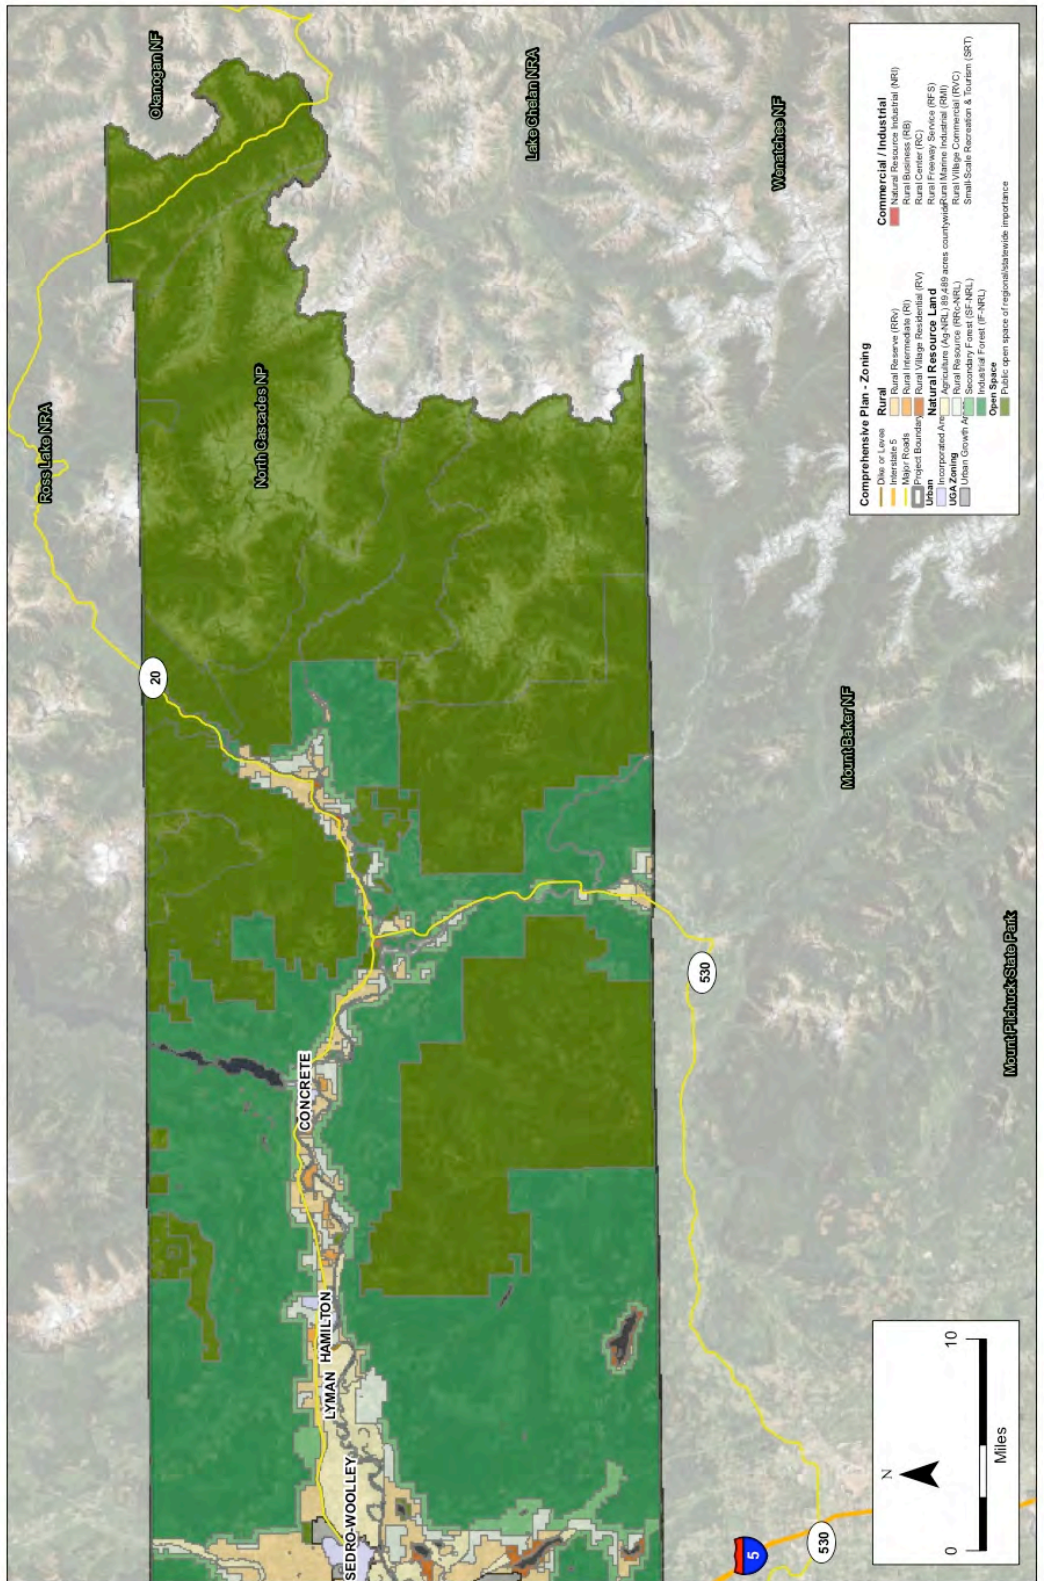 Okanogan NF
Ross Lake NRA
North Cascades NP
Lake Chelan NRA
Wenatchee NF
20
Mount Baker NF
530
Mount Pilchuck State Park
CONCRETE
HAMILTON
LYMAN
SEDRO-WOOLLEY
5
530
N
0
10
Miles
Comprehensive Plan - Zoning
Dike or Levee
Interstate 5
Major Roads
Project Boundary
Urban
Incorporated Are
UGA Zoning
Urban Growth Ar
Rural
Rural Reserve (RRv)
Rural Intermediate (RI)
Rural Village Residential (RV)
Natural Resource Land
Agriculture (Ag-NRL) 89,489 acres countywide
Rural Resource (RRc-NRL)
Secondary Forest (SF-NRL)
Industrial Forest (IF-NRL)
Open Space
Public open space of regional/statewide importance
Commercial / Industrial
Natural Resource Industrial (NRI)
Rural Business (RB)
Rural Center (RC)
Rural Freeway Service (RFS)
Rural Marine Industrial (RMI)
Rural Village Commercial (RVC)
Small-Scale Recreation & Tourism (SRT)